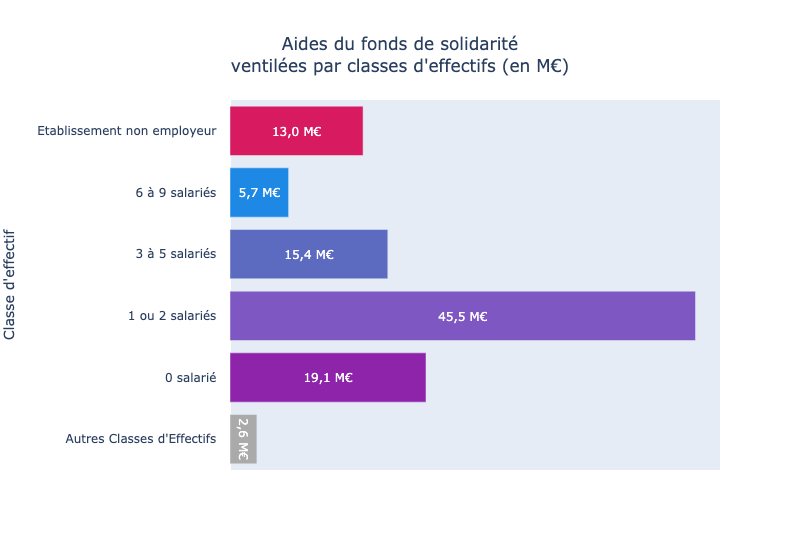 Aides du fonds de solidarité
ventilées par classes d'effectifs (en M€)
Classe d'effectif
Etablissement non employeur
13,0 M€
6 à 9 salariés
5,7 M€
3 à 5 salariés
15,4 M€
1 ou 2 salariés
45,5 M€
0 salarié
19,1 M€
Autres Classes d'Effectifs
2,6 M€